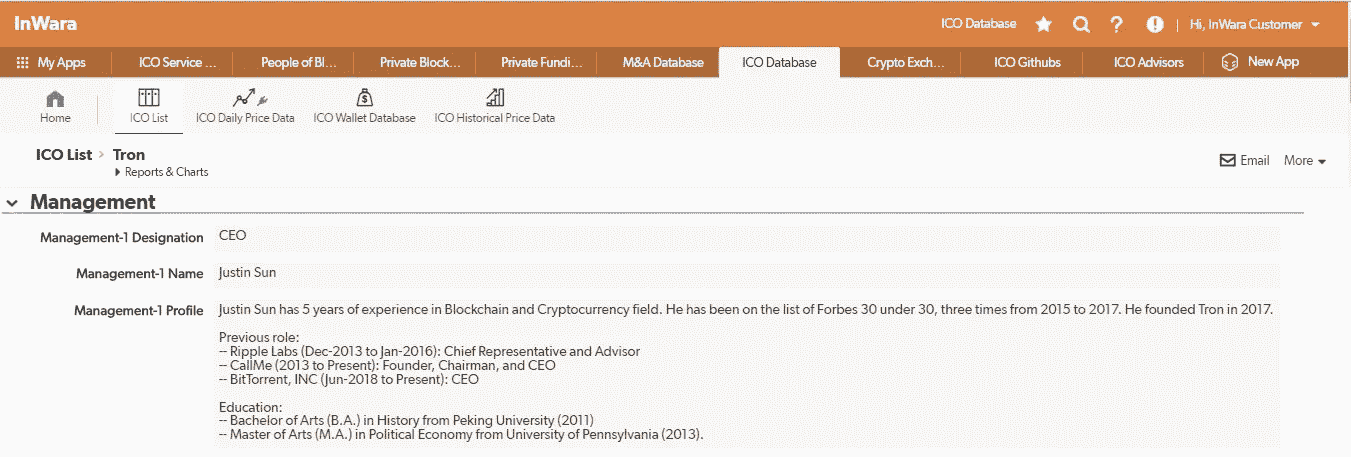 InWara
ICO Database
Hi, InWara Customer
My Apps
ICO Service ...
People of Bl...
Private Block...
Private Fundi...
M&A Database
ICO Database
Crypto Exch...
ICO Githubs
ICO Advisors
New App
Home
ICO List
ICO Daily Price Data
ICO Wallet Database
ICO Historical Price Data
ICO List > Tron
Reports & Charts
Email
More
Management
Management-1 Designation CEO
Management-1 Name Justin Sun
Management-1 Profile Justin Sun has 5 years of experience in Blockchain and Cryptocurrency field. He has been on the list of Forbes 30 under 30, three times from 2015 to 2017. He founded Tron in 2017.
Previous role:
-- Ripple Labs (Dec-2013 to Jan-2016): Chief Representative and Advisor
-- CallMe (2013 to Present): Founder, Chairman, and CEO
-- BitTorrent, INC (Jun-2018 to Present): CEO
Education:
-- Bachelor of Arts (B.A.) in History from Peking University (2011)
-- Master of Arts (M.A.) in Political Economy from University of Pennsylvania (2013).